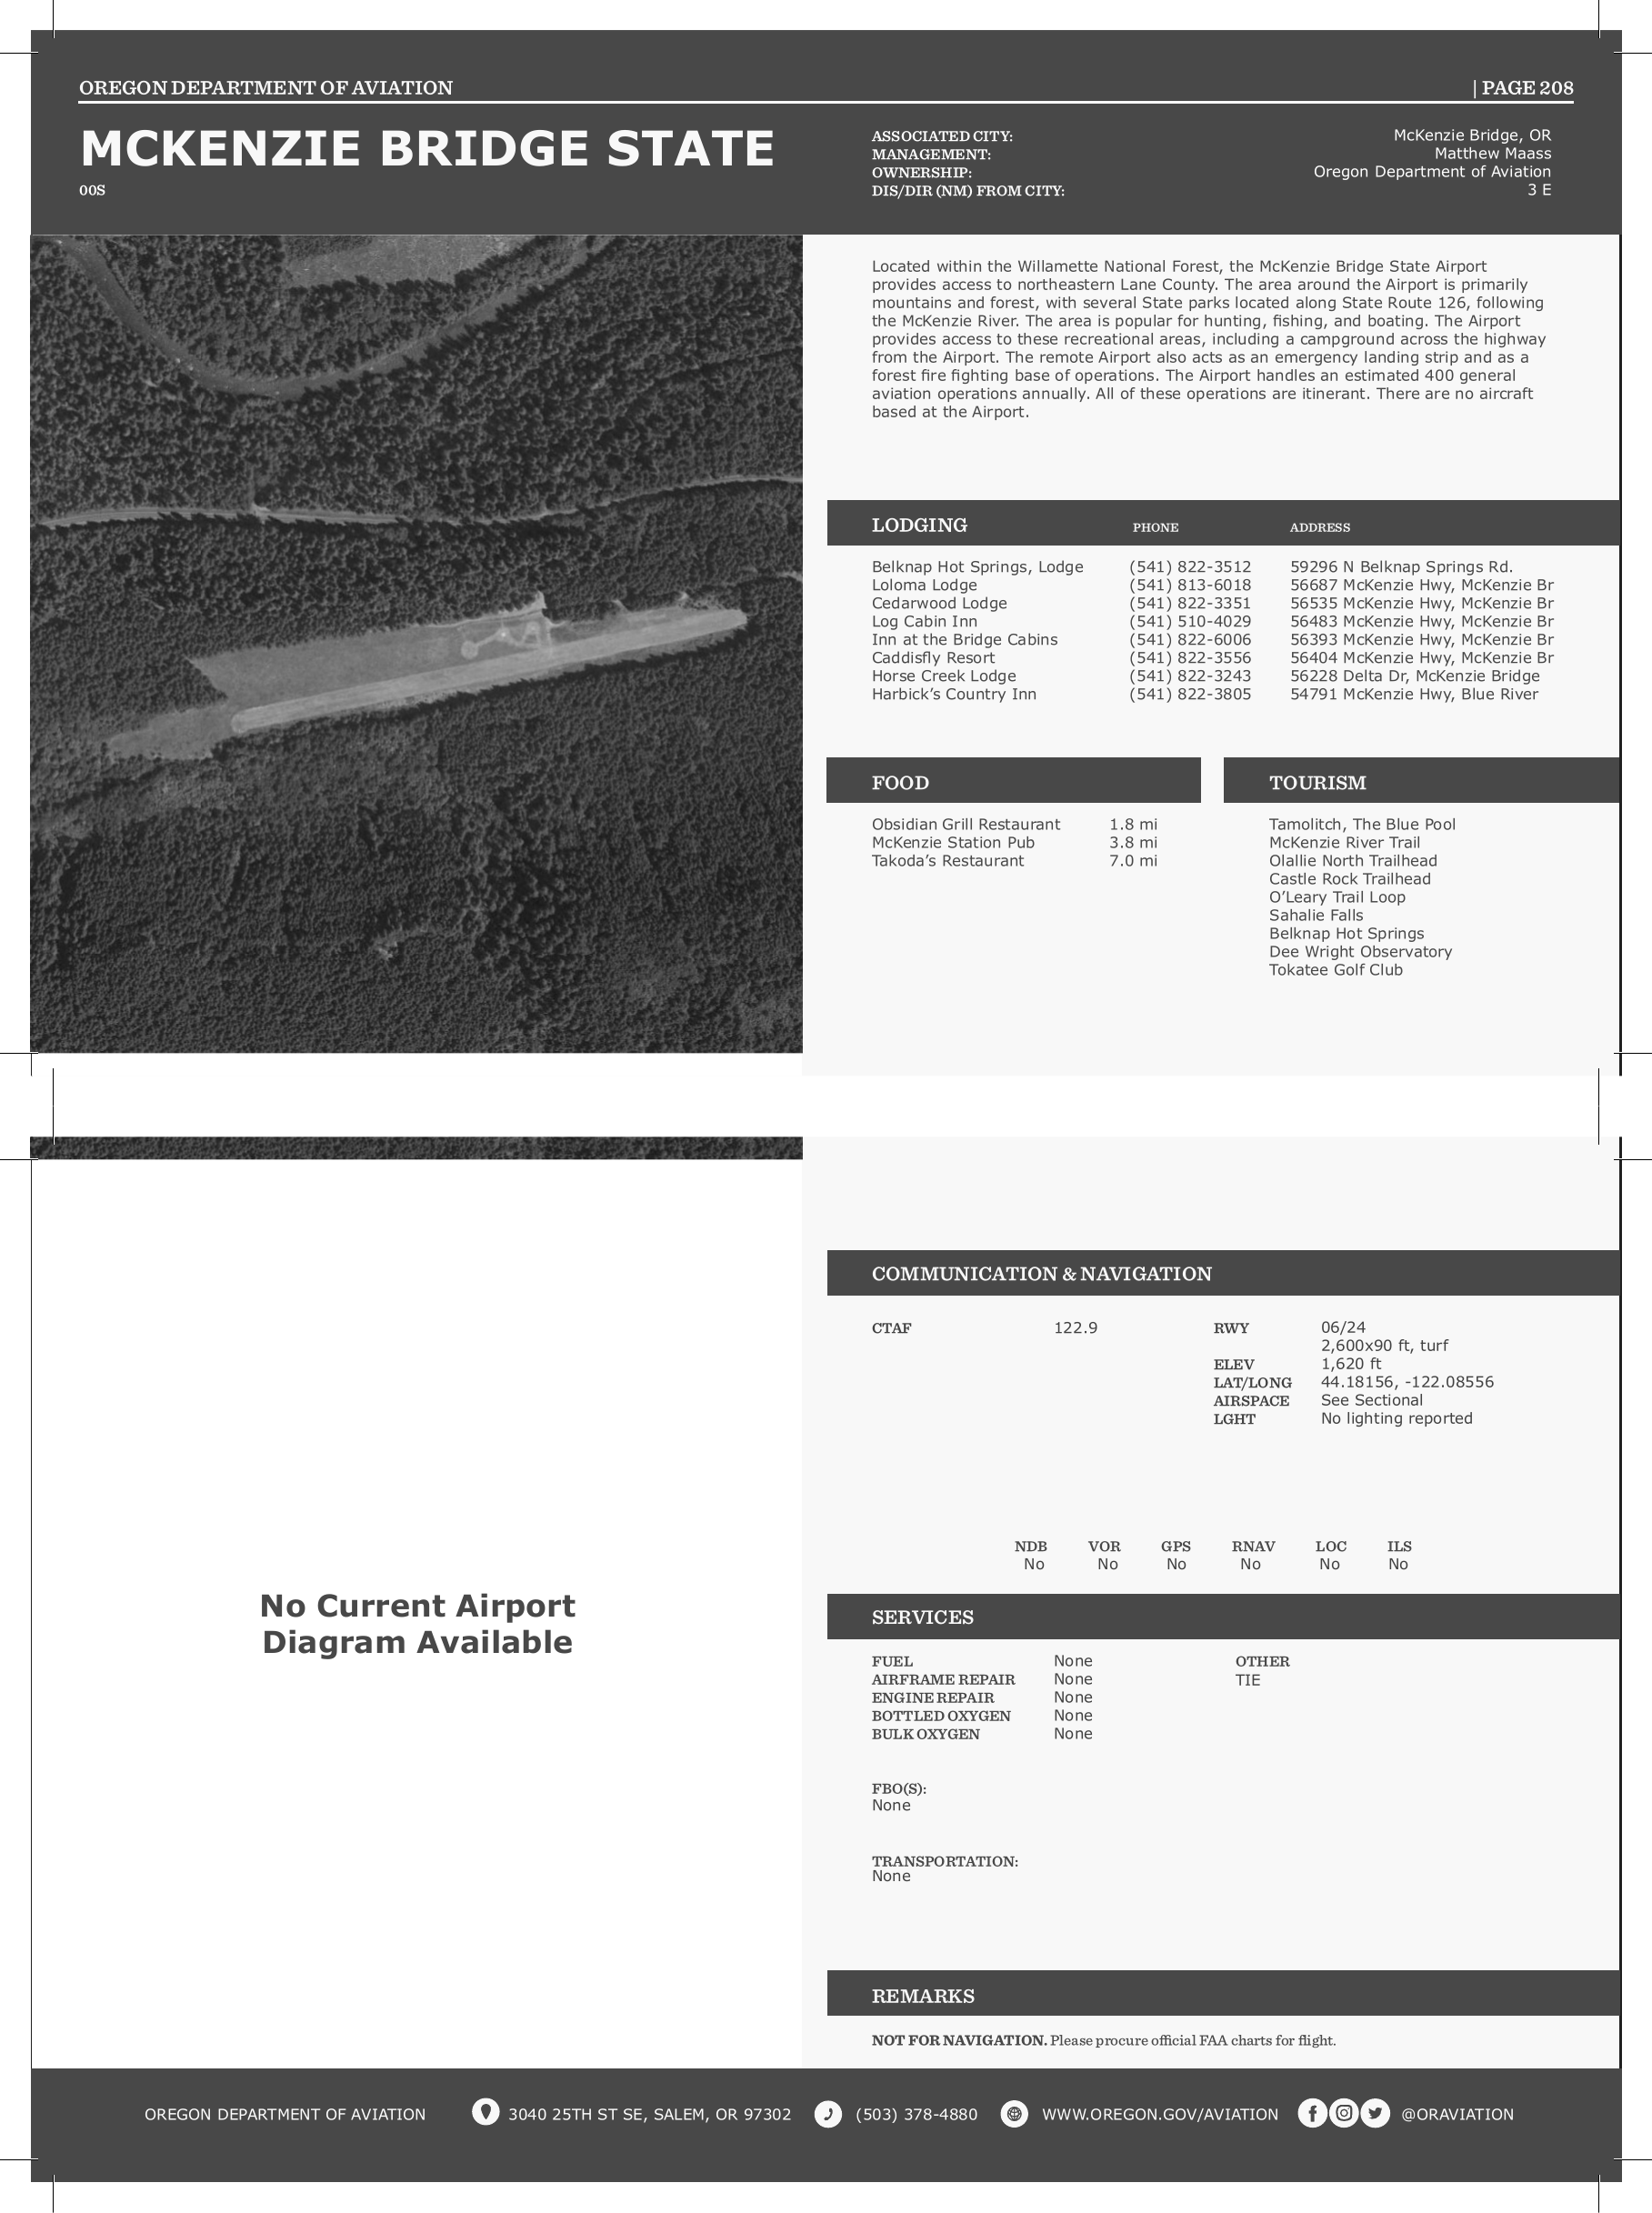 OREGON DEPARTMENT OF AVIATION | PAGE 208
MCKENZIE BRIDGE STATE
00S
ASSOCIATED CITY: McKenzie Bridge, OR
MANAGEMENT: Matthew Maass
OWNERSHIP: Oregon Department of Aviation
DIS/DIR (NM) FROM CITY: 3 E
Located within the Willamette National Forest, the McKenzie Bridge State Airport
provides access to northeastern Lane County. The area around the Airport is primarily
mountains and forest, with several State parks located along State Route 126, following
the McKenzie River. The area is popular for hunting, fishing, and boating. The Airport
provides access to these recreational areas, including a campground across the highway
from the Airport. The remote Airport also acts as an emergency landing strip and as a
forest fire fighting base of operations. The Airport handles an estimated 400 general
aviation operations annually. All of these operations are itinerant. There are no aircraft
based at the Airport.
LODGING PHONE ADDRESS
Belknap Hot Springs, Lodge (541) 822-3512 59296 N Belknap Springs Rd.
Loloma Lodge (541) 813-6018 56687 McKenzie Hwy, McKenzie Br
Cedarwood Lodge (541) 822-3351 56535 McKenzie Hwy, McKenzie Br
Log Cabin Inn (541) 510-4029 56483 McKenzie Hwy, McKenzie Br
Inn at the Bridge Cabins (541) 822-6006 56393 McKenzie Hwy, McKenzie Br
Caddisfly Resort (541) 822-3556 56404 McKenzie Hwy, McKenzie Br
Horse Creek Lodge (541) 822-3243 56228 Delta Dr, McKenzie Bridge
Harbick’s Country Inn (541) 822-3805 54791 McKenzie Hwy, Blue River
FOOD
Obsidian Grill Restaurant 1.8 mi
McKenzie Station Pub 3.8 mi
Takoda’s Restaurant 7.0 mi
TOURISM
Tamolitch, The Blue Pool
McKenzie River Trail
Olallie North Trailhead
Castle Rock Trailhead
O’Leary Trail Loop
Sahalie Falls
Belknap Hot Springs
Dee Wright Observatory
Tokatee Golf Club
No Current Airport
Diagram Available
COMMUNICATION & NAVIGATION
CTAF 122.9
RWY 06/24
2,600x90 ft, turf
ELEV 1,620 ft
LAT/LONG 44.18156, -122.08556
AIRSPACE See Sectional
LGHT No lighting reported
NDB VOR GPS RNAV LOC ILS
No No No No No No
SERVICES
FUEL None
AIRFRAME REPAIR None
ENGINE REPAIR None
BOTTLED OXYGEN None
BULK OXYGEN None
OTHER
TIE
FBO(S):
None
TRANSPORTATION:
None
REMARKS
NOT FOR NAVIGATION. Please procure official FAA charts for flight.
OREGON DEPARTMENT OF AVIATION 3040 25TH ST SE, SALEM, OR 97302 (503) 378-4880 WWW.OREGON.GOV/AVIATION @ORAVIATION